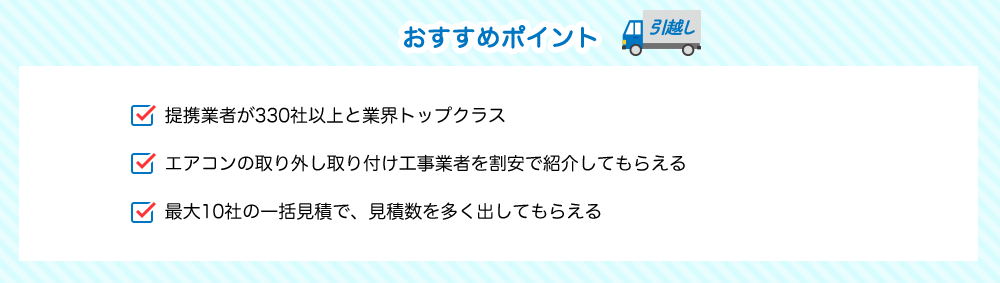 おすすめポイント
引越し
提携業者が330社以上と業界トップクラス
エアコンの取り外し取り付け工事業者を割安で紹介してもらえる
最大10社の一括見積で、見積数を多く出してもらえる